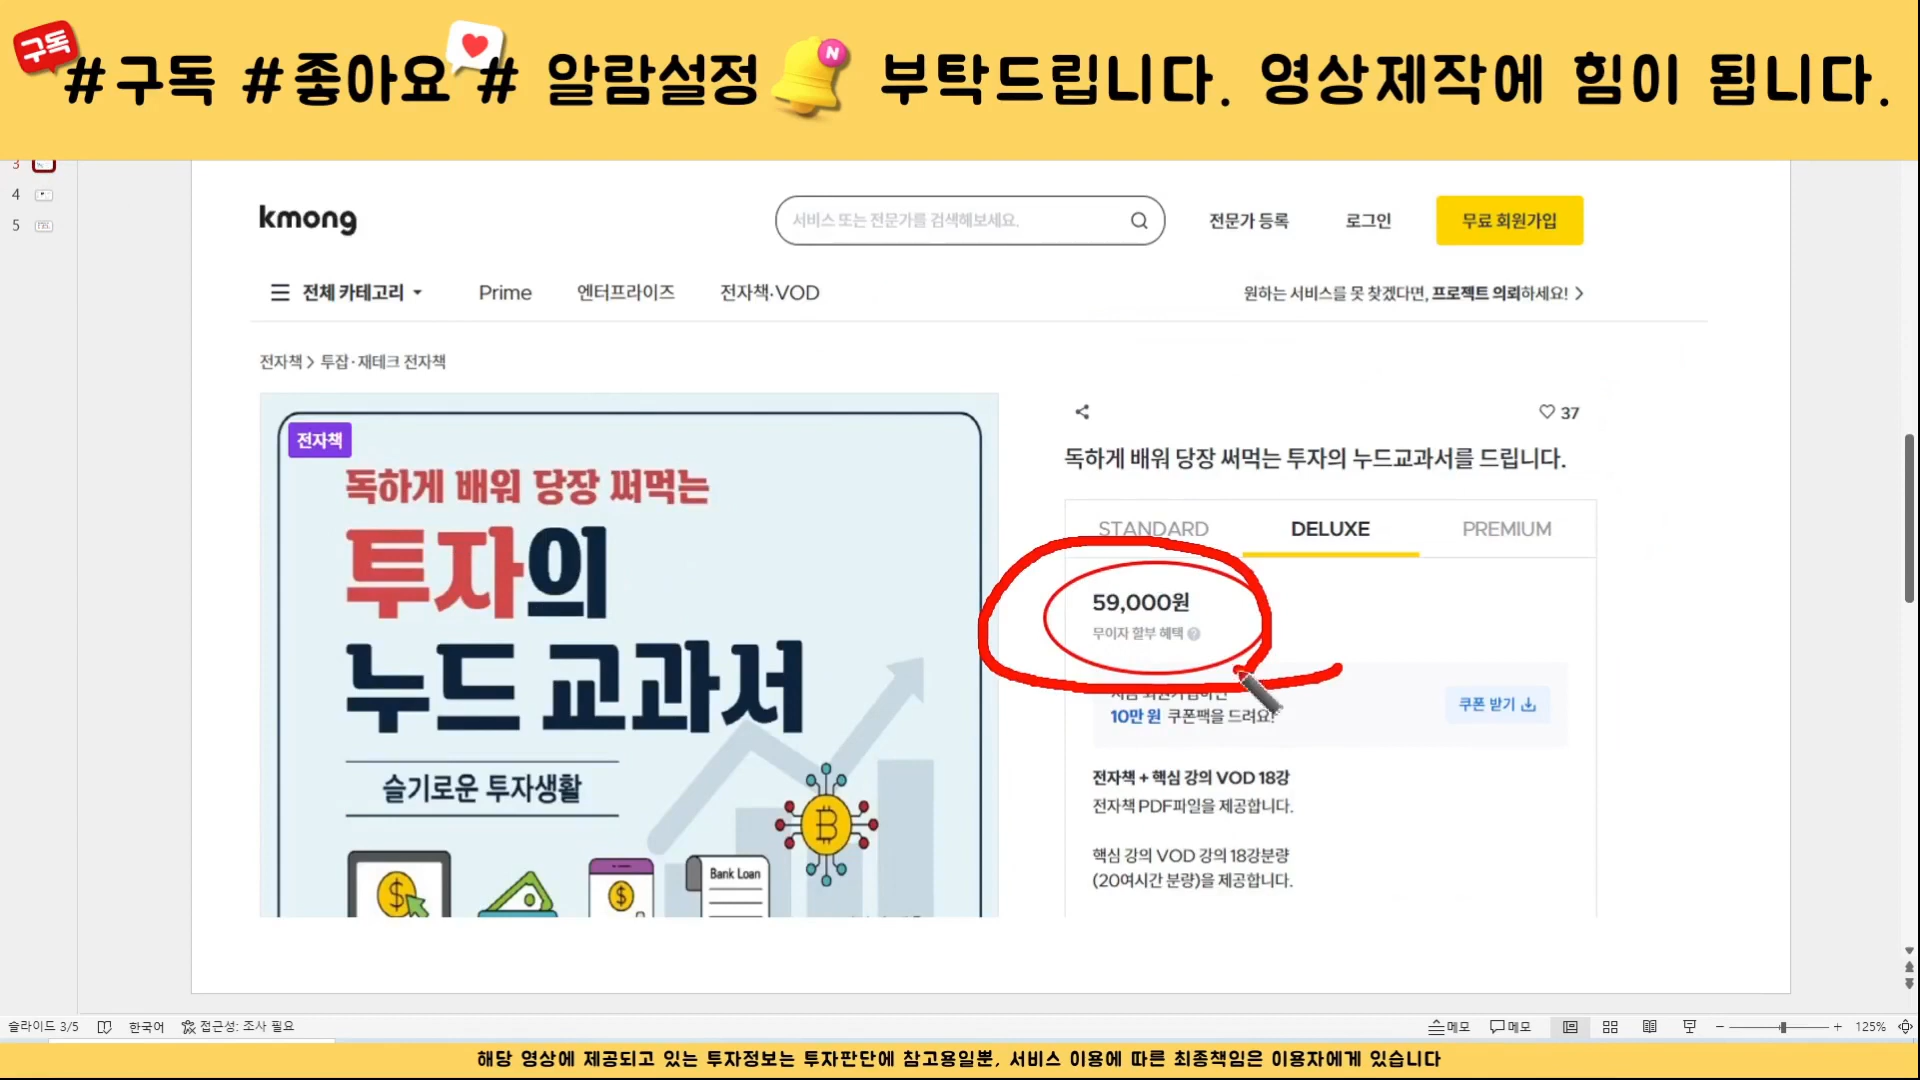 구독
#구독 #좋아요 # 알람설정 N 부탁드립니다. 영상제작에 힘이 됩니다.
3
4
5
kmong
서비스 또는 전문가를 검색해보세요.
전문가 등록
로그인
무료 회원가입
전체 카테고리
Prime
엔터프라이즈
전자책·VOD
원하는 서비스를 못 찾겠다면, 프로젝트 의뢰하세요!
전자책 > 투잡·재테크 전자책
전자책
독하게 배워 당장 써먹는
투자의
누드 교과서
슬기로운 투자생활
Bank Loan
37
독하게 배워 당장 써먹는 투자의 누드교과서를 드립니다.
STANDARD
DELUXE
PREMIUM
59,000원
무이자 할부 혜택 ?
10만 원 쿠폰팩을 드려요!
쿠폰 받기
전자책 + 핵심 강의 VOD 18강
전자책 PDF파일을 제공합니다.
핵심 강의 VOD 강의 18강분량
(20여시간 분량)을 제공합니다.
슬라이드 3/5
한국어
접근성: 조사 필요
메모
메모
125%
해당 영상에 제공되고 있는 투자정보는 투자판단에 참고용일뿐, 서비스 이용에 따른 최종책임은 이용자에게 있습니다